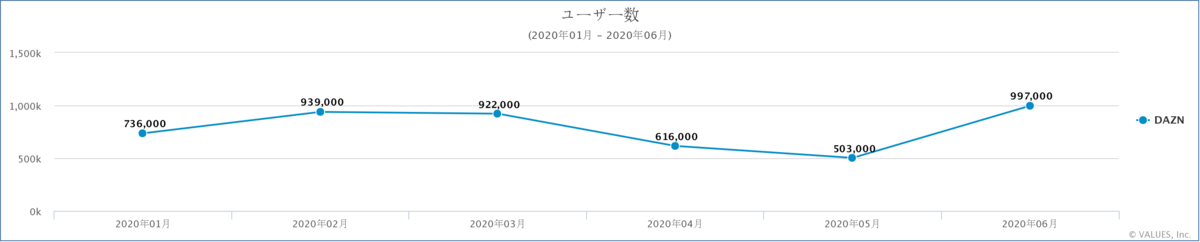 ユーザー数
(2020年01月 – 2020年06月)
1,500k
1,000k
500k
0k
736,000
939,000
922,000
616,000
503,000
997,000
DAZN
2020年01月
2020年02月
2020年03月
2020年04月
2020年05月
2020年06月
© VALUES, Inc.